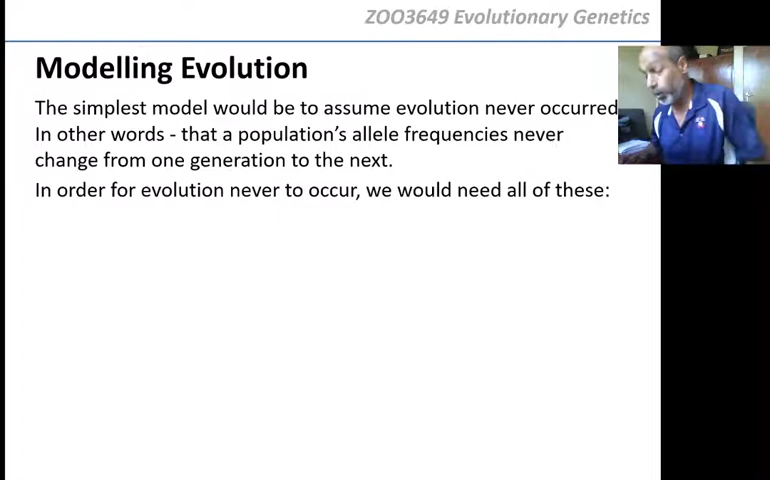 ZOO3649 Evolutionary Genetics
Modelling Evolution
The simplest model would be to assume evolution never occurred
In other words - that a population's allele frequencies never
change from one generation to the next.
In order for evolution never to occur, we would need all of these: